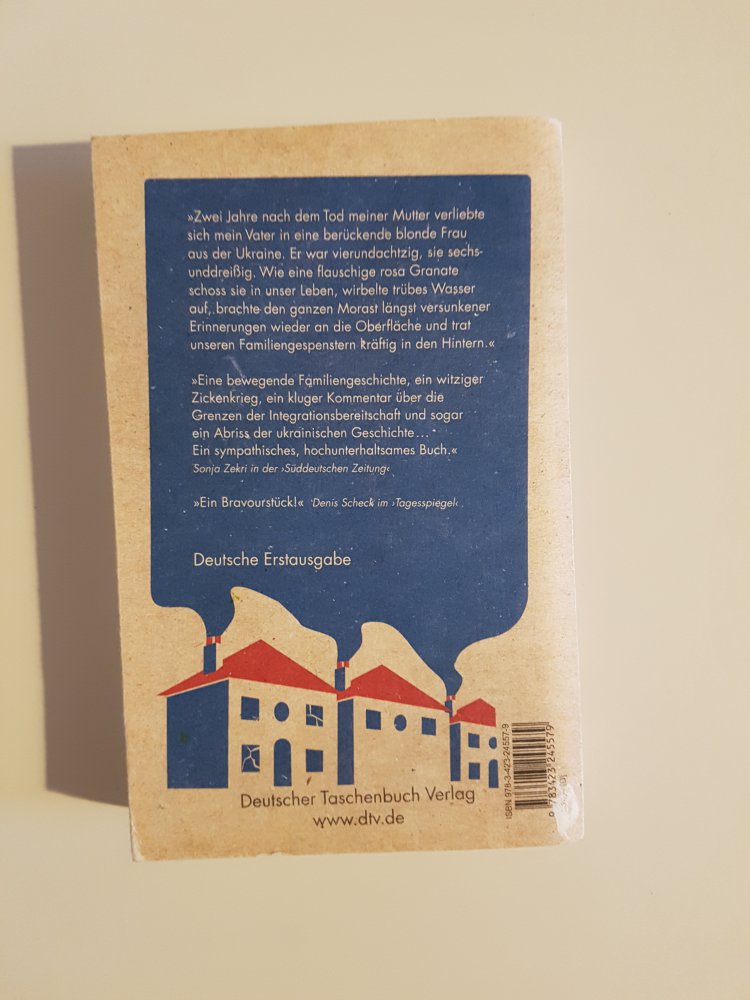 »Zwei Jahre nach dem Tod meiner Mutter verliebte
sich mein Vater in eine berückende blonde Frau
aus der Ukraine. Er war vierundachtzig, sie sechs-
unddreißig. Wie eine flauschige rosa Granate
schoss sie in unser Leben, wirbelte trübes Wasser
auf, brachte den ganzen Morast längst versunkener
Erinnerungen wieder an die Oberfläche und trat
unseren Familiengespenstern kräftig in den Hintern.«
»Eine bewegende Familiengeschichte, ein witziger
Zickenkrieg, ein kluger Kommentar über die
Grenzen der Integrationsbereitschaft und sogar
ein Abriss der ukrainischen Geschichte…
Ein sympathisches, hochunterhaltsames Buch.«
Sonja Zekri in der ›Süddeutschen Zeitung‹
»Ein Bravourstück!« Denis Scheck im ›Tagesspiegel‹
Deutsche Erstausgabe
Deutscher Taschenbuch Verlag
www.dtv.de
ISBN 978-3-423-24557-9
9 783423 245579